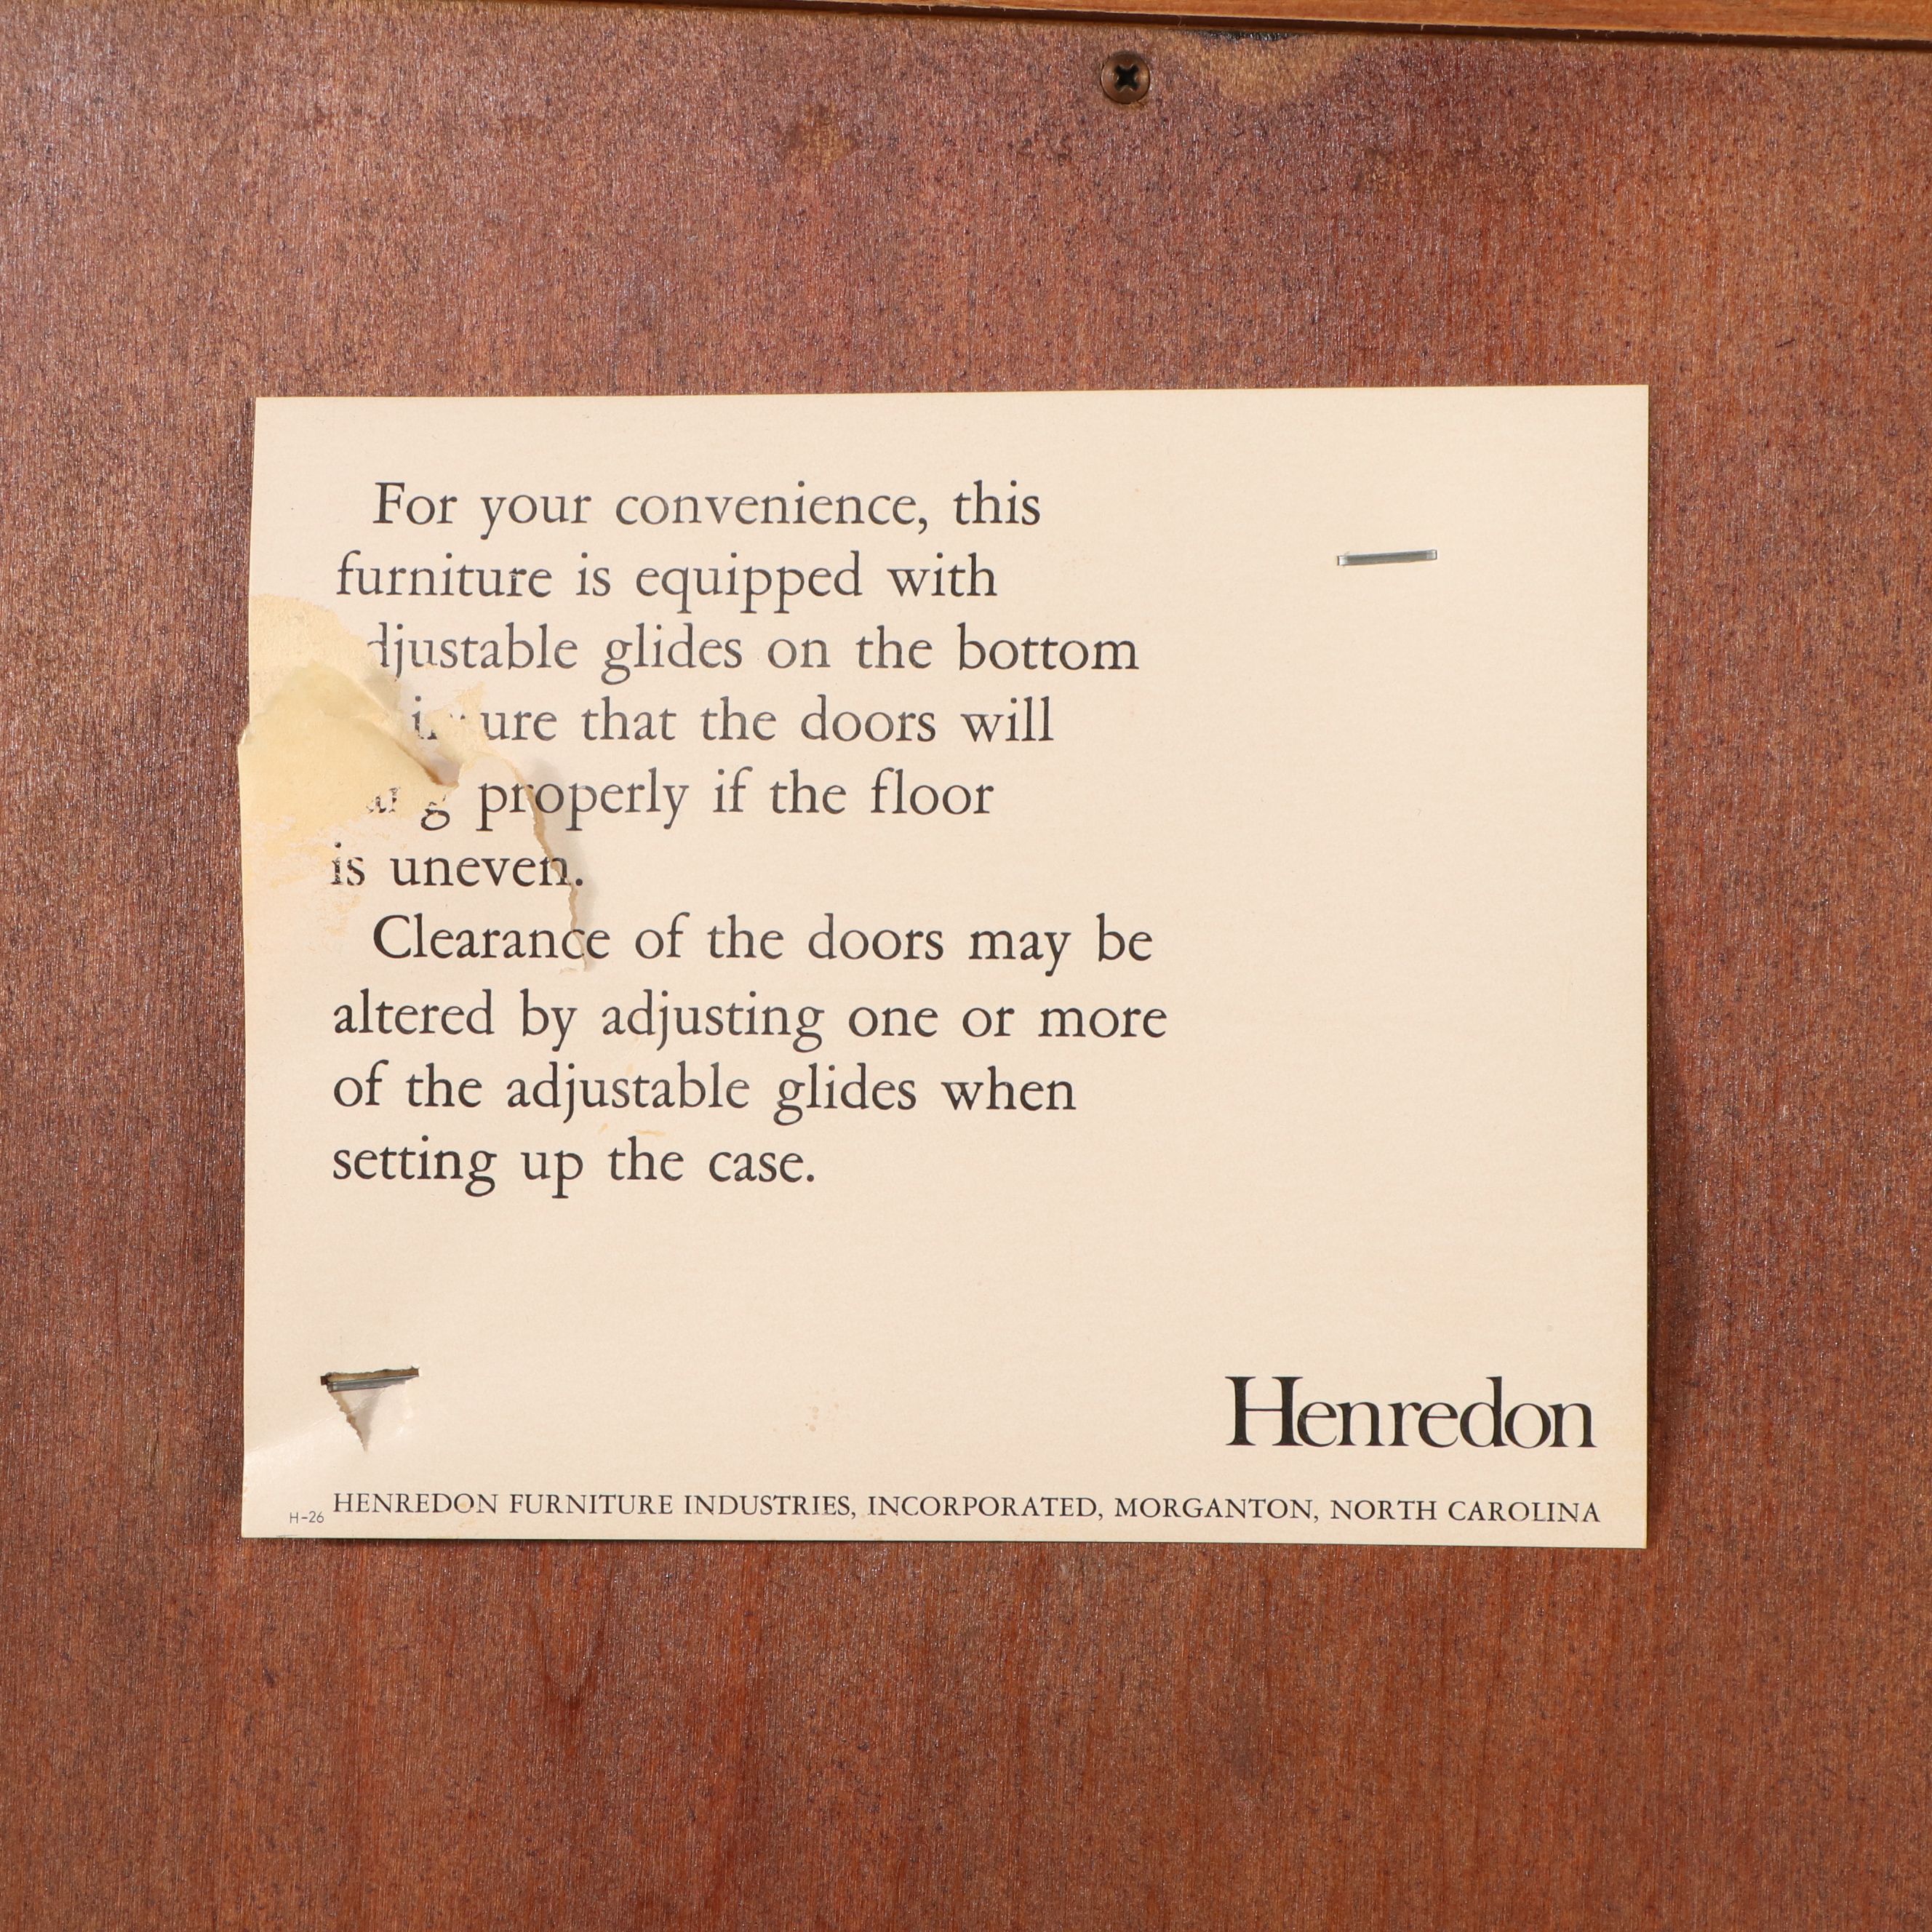 For your convenience, this
furniture is equipped with
djustable glides on the bottom
ure that the doors will
properly if the floor
is uneven.
Clearance of the doors may be
altered by adjusting one or more
of the adjustable glides when
setting up the case.
Henredon
H-26 HENREDON FURNITURE INDUSTRIES, INCORPORATED, MORGANTON, NORTH CAROLINA